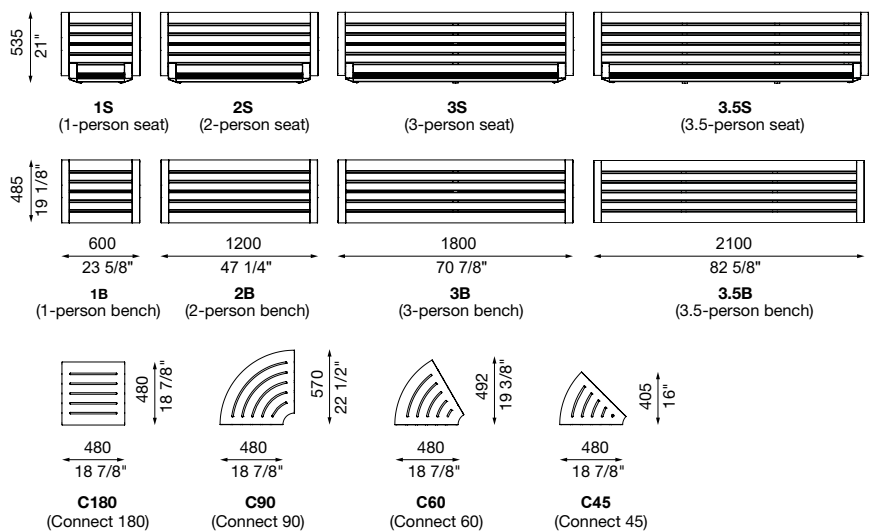 535
21"
1S
(1-person seat)
2S
(2-person seat)
3S
(3-person seat)
3.5S
(3.5-person seat)
485
19 1/8"
600
23 5/8"
1200
47 1/4"
1800
70 7/8"
2100
82 5/8"
1B
(1-person bench)
2B
(2-person bench)
3B
(3-person bench)
3.5B
(3.5-person bench)
480
18 7/8"
570
22 1/2"
492
19 3/8"
405
16"
480
18 7/8"
480
18 7/8"
480
18 7/8"
480
18 7/8"
C180
(Connect 180)
C90
(Connect 90)
C60
(Connect 60)
C45
(Connect 45)